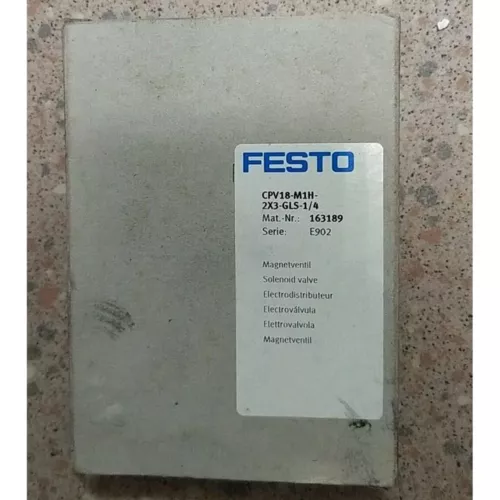 FESTO
CPV18-M1H-
2X3-GLS-1/4
Mat.-Nr.: 163189
Serie: E902
Magnetventil
Solenoid valve
Electrodistributeur
Electroválvula
Elettrovalvola
Magnetventil